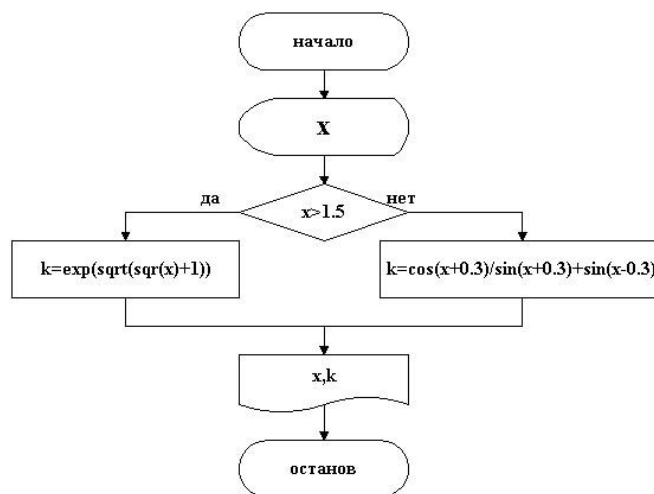 начало
X
да
нет
x>1.5
k=exp(sqrt(sqr(x)+1))
k=cos(x+0.3)/sin(x+0.3)+sin(x-0.3)
x,k
останов